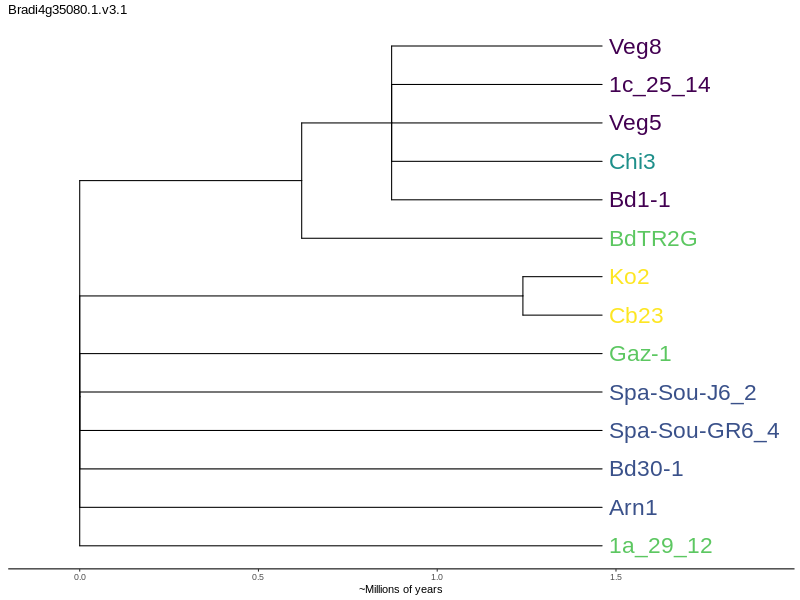 Bradi4g35080.1.v3.1
Veg8
1c_25_14
Veg5
Chi3
Bd1-1
BdTR2G
Ko2
Cb23
Gaz-1
Spa-Sou-J6_2
Spa-Sou-GR6_4
Bd30-1
Arn1
1a_29_12
0.0 0.5 1.0 1.5
~Millions of years